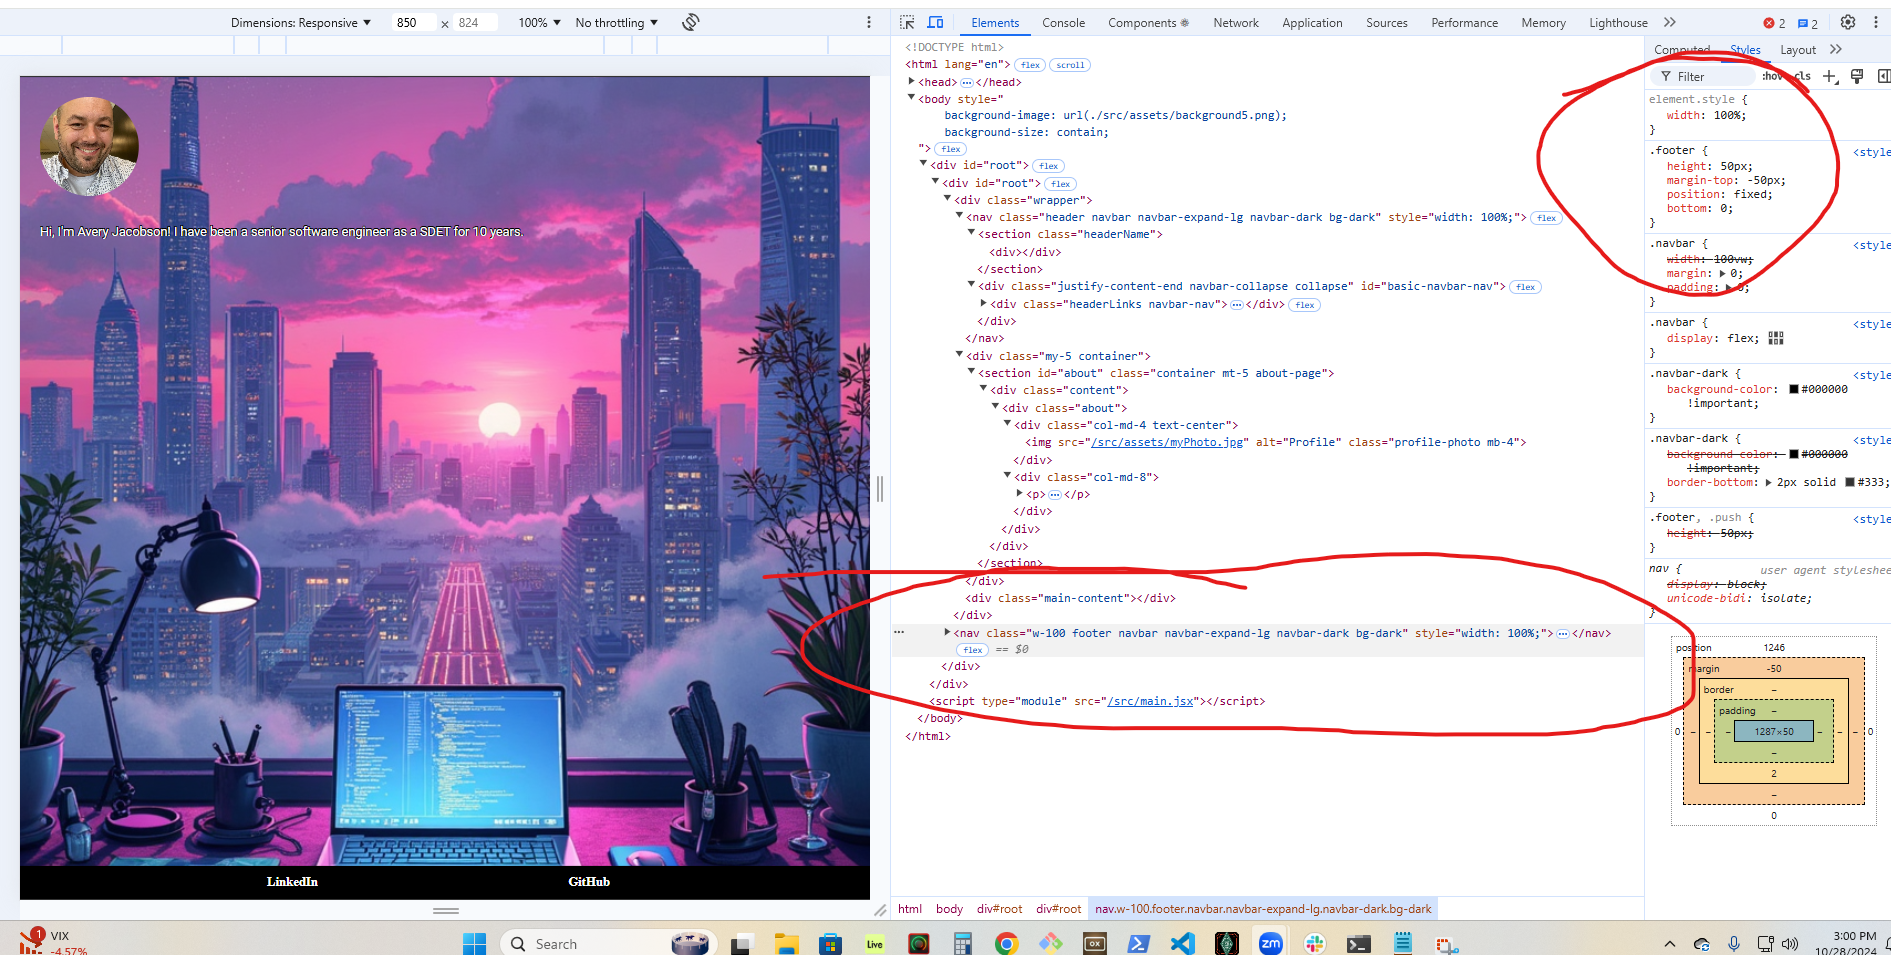 Dimensions: Responsive ▼ 850 × 824 100% ▼ No throttling ▼
Elements Console Components Network Application Sources Performance Memory Lighthouse 2 2
Hi, I'm Avery Jacobson! I have been a senior software engineer as a SDET for 10 years.
LinkedIn GitHub
<!DOCTYPE html>
<html lang="en"> flex scroll
<head> ⋯ </head>
<body style="
background-image: url(./src/assets/background5.png);
background-size: contain;
"> flex
<div id="root"> flex
<div id="root"> flex
<div class="wrapper">
<nav class="header navbar navbar-expand-lg navbar-dark bg-dark" style="width: 100%;"> flex
<section class="headerName">
<div></div>
</section>
<div class="justify-content-end navbar-collapse collapse" id="basic-navbar-nav"> flex
<div class="headerLinks navbar-nav"> ⋯ </div> flex
</div>
</nav>
<div class="my-5 container">
<section id="about" class="container mt-5 about-page">
<div class="content">
<div class="about">
<div class="col-md-4 text-center">
<img src="/src/assets/myPhoto.jpg" alt="Profile" class="profile-photo mb-4">
</div>
<div class="col-md-8">
<p> ⋯ </p>
</div>
</div>
</div>
</section>
</div>
<div class="main-content"></div>
</div>
<nav class="w-100 footer navbar navbar-expand-lg navbar-dark bg-dark" style="width: 100%;"> ⋯ </nav>
flex == $0
</div>
</div>
<script type="module" src="/src/main.jsx"></script>
</body>
</html>
html body div#root div#root nav.w-100.footer.navbar.navbar-expand-lg.navbar-dark.bg-dark
Computed Styles Layout
Filter :hov .cls
element.style {
width: 100%;
}
.footer { <style
height: 50px;
margin-top: -50px;
position: fixed;
bottom: 0;
}
.navbar { <style
width: 100vw;
margin: ▶ 0;
padding: ▶ 0;
}
.navbar { <style
display: flex;
}
.navbar-dark { <style
background-color: #000000
!important;
}
.navbar-dark { <style
background-color: #000000
!important;
border-bottom: ▶ 2px solid #333;
}
.footer, .push { <style
height: 50px;
}
nav { user agent styleshee
display: block;
unicode-bidi: isolate;
}
position 1246
margin -50
border –
padding –
0 – – – 1287×50 – – – 0
–
2
–
0
1 VIX
-4.57%
Search
Live
OX
zm
3:00 PM
10/28/2024